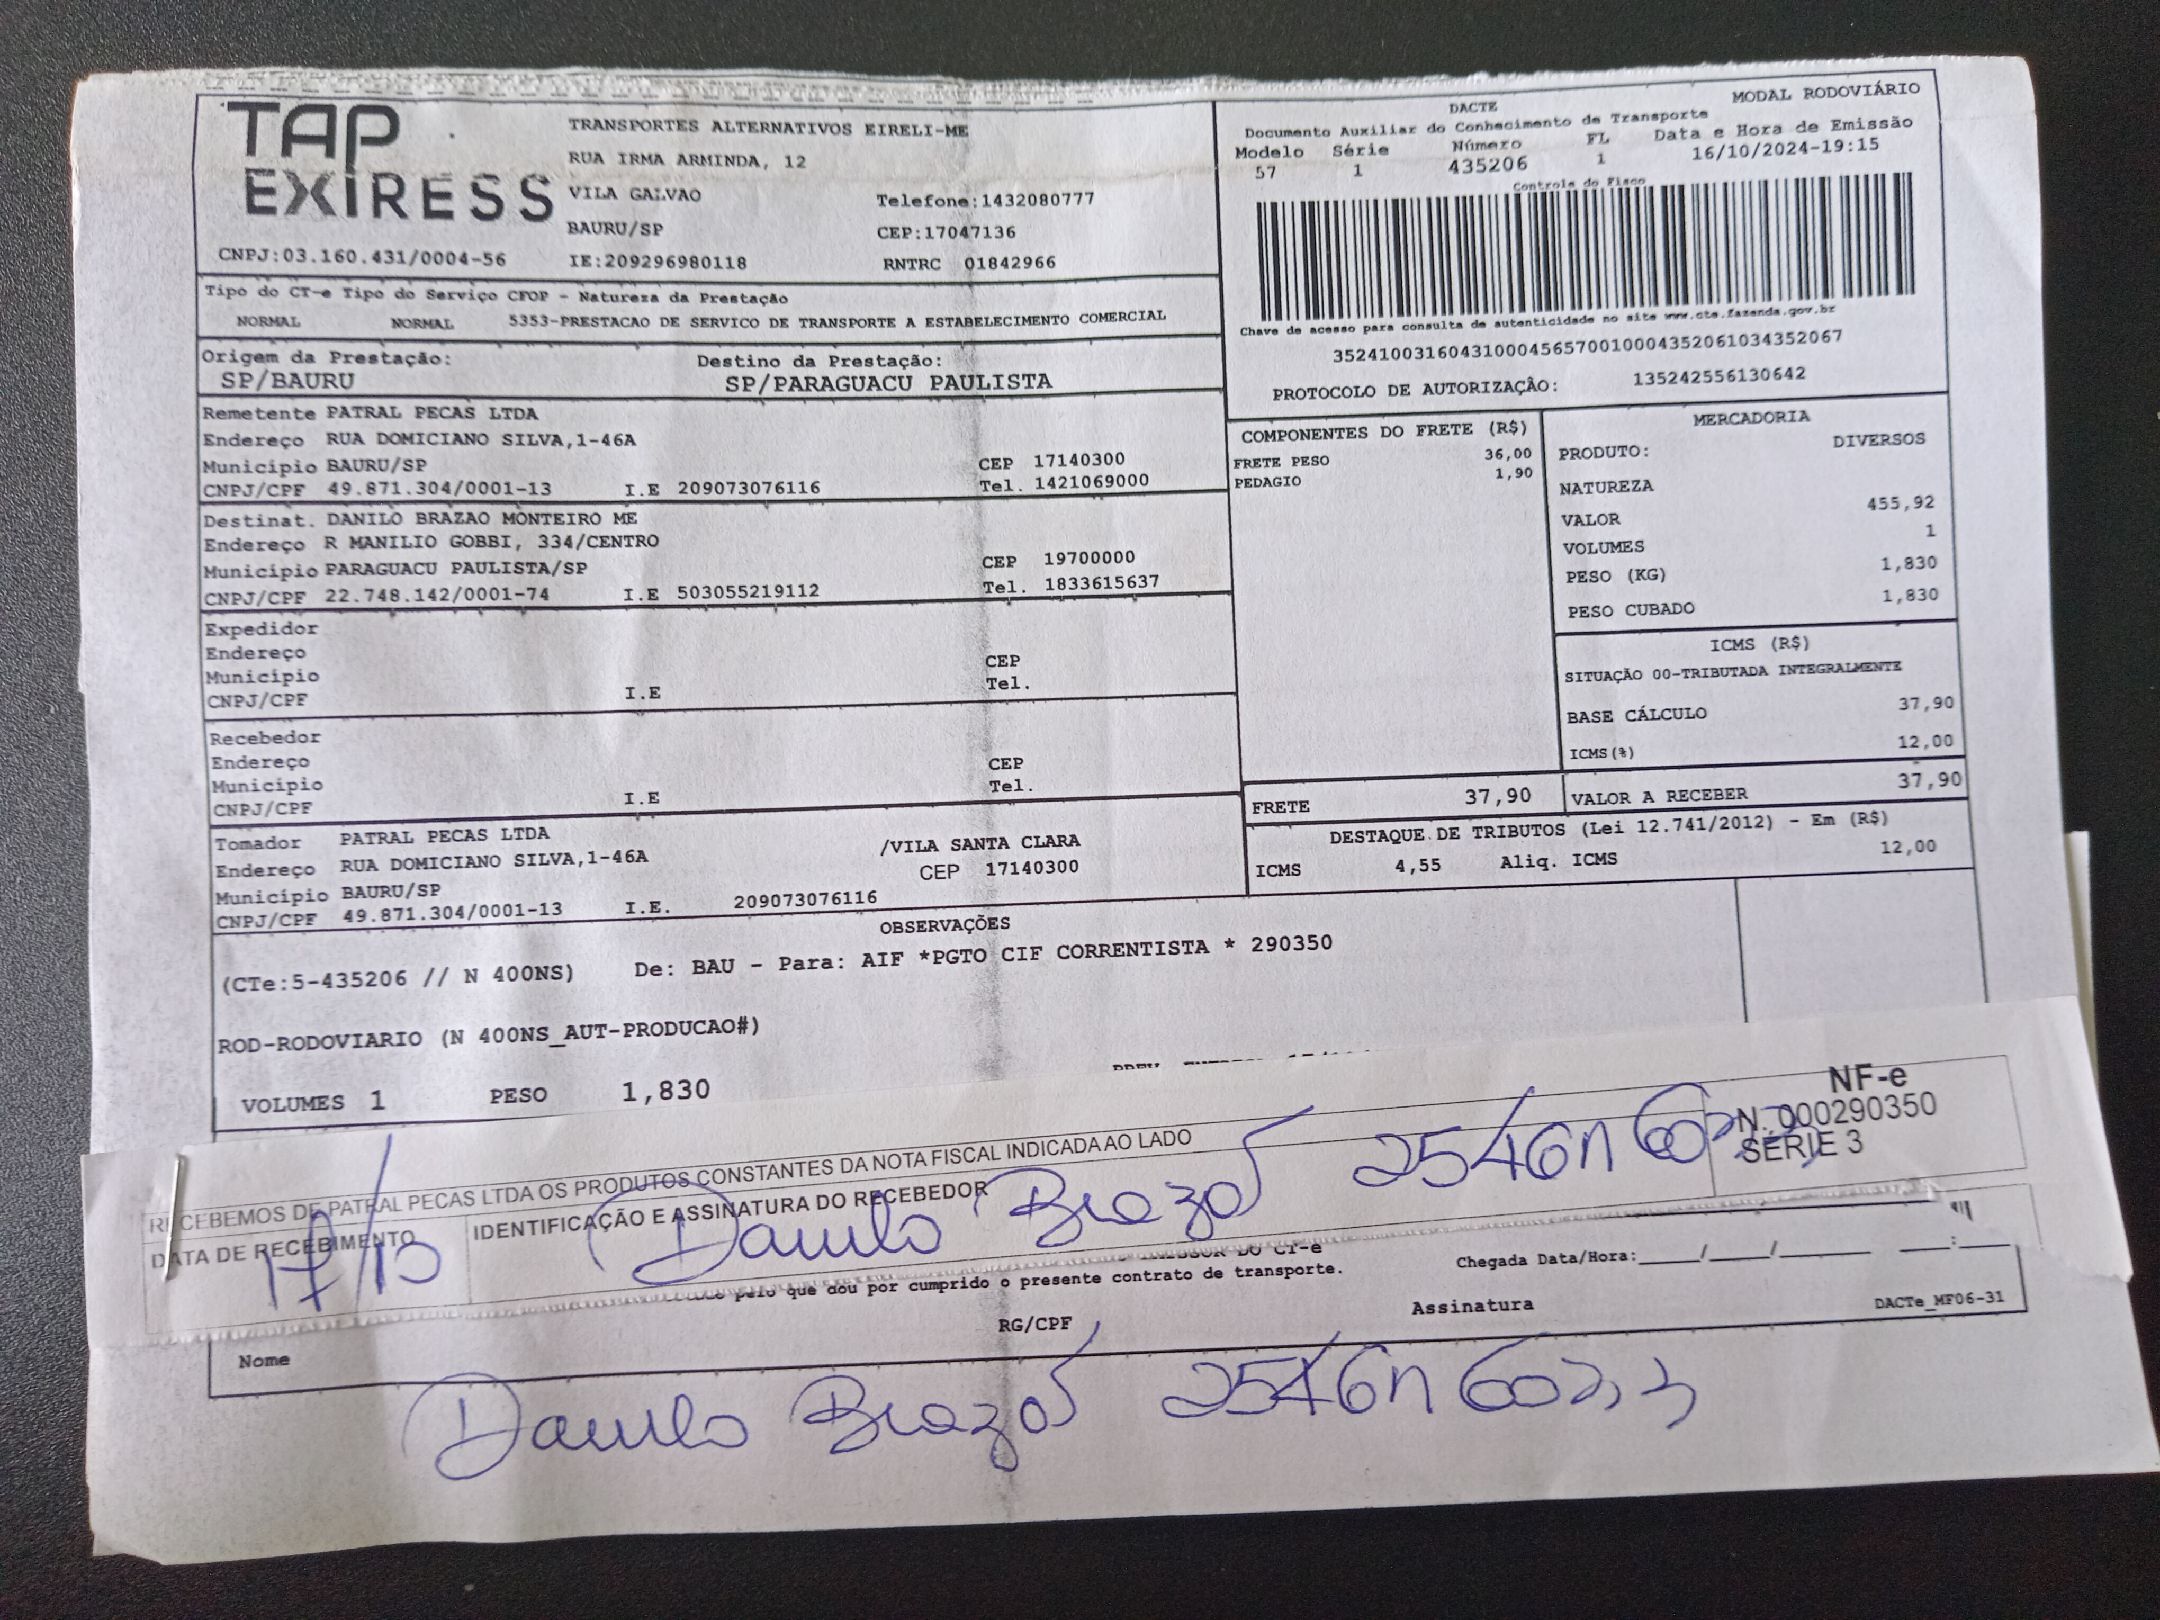 TAP
EXIRESS
TRANSPORTES ALTERNATIVOS EIRELI-ME
RUA IRMA ARMINDA, 12
VILA GALVAO
Telefone:1432080777
BAURU/SP
CEP:17047136
CNPJ:03.160.431/0004-56
IE:209296980118
RNTRC 01842966
DACTE
MODAL RODOVIÁRIO
Documento Auxiliar do Conhecimento de Transporte
Modelo Série Número FL Data e Hora de Emissão
57 1 435206 1 16/10/2024-19:15
Controle do Fisco
Chave de acesso para consulta de autenticidade no site www.cte.fazenda.gov.br
35241003160431000456570010004352061034352067
PROTOCOLO DE AUTORIZAÇÃO: 135242556130642
Tipo do CT-e Tipo do Serviço CFOP - Natureza da Prestação
NORMAL NORMAL 5353-PRESTACAO DE SERVICO DE TRANSPORTE A ESTABELECIMENTO COMERCIAL
Origem da Prestação: Destino da Prestação:
SP/BAURU SP/PARAGUACU PAULISTA
Remetente PATRAL PECAS LTDA
Endereço RUA DOMICIANO SILVA,1-46A
Município BAURU/SP CEP 17140300
CNPJ/CPF 49.871.304/0001-13 I.E 209073076116 Tel. 1421069000
Destinat. DANILO BRAZAO MONTEIRO ME
Endereço R MANILIO GOBBI, 334/CENTRO
Município PARAGUACU PAULISTA/SP CEP 19700000
CNPJ/CPF 22.748.142/0001-74 I.E 503055219112 Tel. 1833615637
Expedidor
Endereço
Município CEP
CNPJ/CPF I.E Tel.
Recebedor
Endereço
Município CEP
CNPJ/CPF I.E Tel.
Tomador PATRAL PECAS LTDA
Endereço RUA DOMICIANO SILVA,1-46A /VILA SANTA CLARA
Município BAURU/SP CEP 17140300
CNPJ/CPF 49.871.304/0001-13 I.E. 209073076116
COMPONENTES DO FRETE (R$)
FRETE PESO 36,00
PEDAGIO 1,90
MERCADORIA
PRODUTO: DIVERSOS
NATUREZA
VALOR 455,92
VOLUMES 1
PESO (KG) 1,830
PESO CUBADO 1,830
ICMS (R$)
SITUAÇÃO 00-TRIBUTADA INTEGRALMENTE
BASE CÁLCULO 37,90
ICMS(%) 12,00
FRETE 37,90 VALOR A RECEBER 37,90
DESTAQUE DE TRIBUTOS (Lei 12.741/2012) - Em (R$)
ICMS 4,55 Aliq. ICMS 12,00
OBSERVAÇÕES
(CTe:5-435206 // N 400NS) De: BAU - Para: AIF *PGTO CIF CORRENTISTA * 290350
ROD-RODOVIARIO (N 400NS_AUT-PRODUCAO#)
VOLUMES 1 PESO 1,830
RECEBEMOS DE PATRAL PECAS LTDA OS PRODUTOS CONSTANTES DA NOTA FISCAL INDICADA AO LADO
NF-e
N. 000290350
SERIE 3
DATA DE RECEBIMENTO IDENTIFICAÇÃO E ASSINATURA DO RECEBEDOR
17/10 Danilo Brazao
DO CT-e
pelo que dou por cumprido o presente contrato de transporte.
Chegada Data/Hora:____/____/______ ___:___
Nome RG/CPF Assinatura DACTe_MF06-31
Danilo Brazao